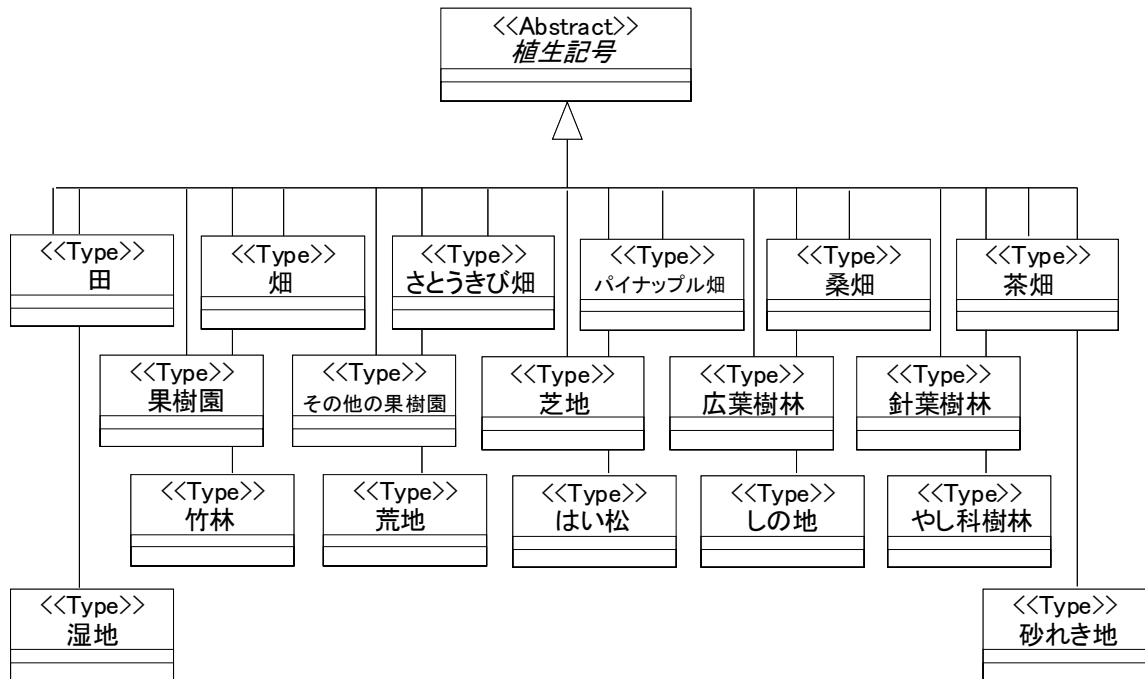 <<Abstract>>
植生記号
<<Type>>
田
<<Type>>
畑
<<Type>>
さとうきび畑
<<Type>>
パイナップル畑
<<Type>>
桑畑
<<Type>>
茶畑
<<Type>>
果樹園
<<Type>>
その他の果樹園
<<Type>>
芝地
<<Type>>
広葉樹林
<<Type>>
針葉樹林
<<Type>>
竹林
<<Type>>
荒地
<<Type>>
はい松
<<Type>>
しの地
<<Type>>
やし科樹林
<<Type>>
湿地
<<Type>>
砂れき地